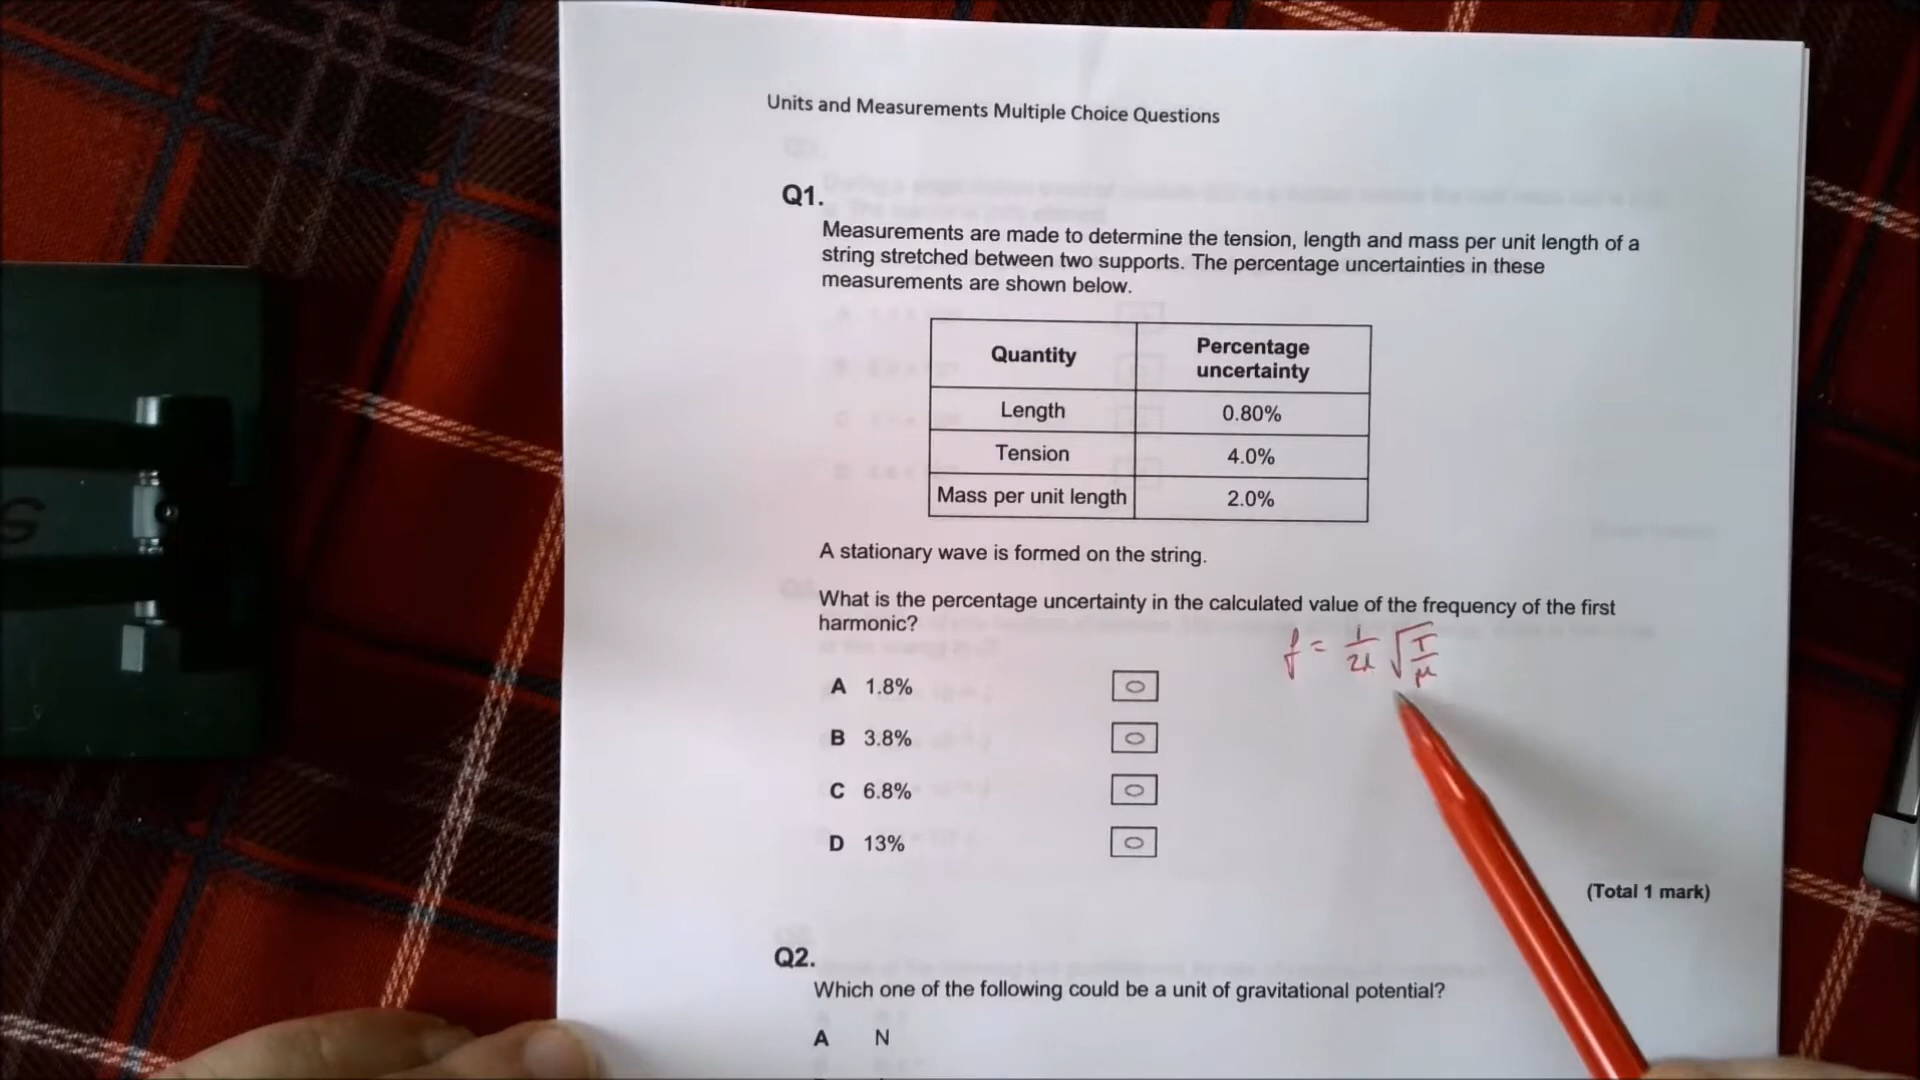 Units and Measurements Multiple Choice Questions
Q1.
Measurements are made to determine the tension, length and mass per unit length of a
string stretched between two supports. The percentage uncertainties in these
measurements are shown below.
Quantity Percentage uncertainty
Length 0.80%
Tension 4.0%
Mass per unit length 2.0%
A stationary wave is formed on the string.
What is the percentage uncertainty in the calculated value of the frequency of the first
harmonic?
f = 1/2l √T/μ
A 1.8%
B 3.8%
C 6.8%
D 13%
(Total 1 mark)
Q2.
Which one of the following could be a unit of gravitational potential?
A N